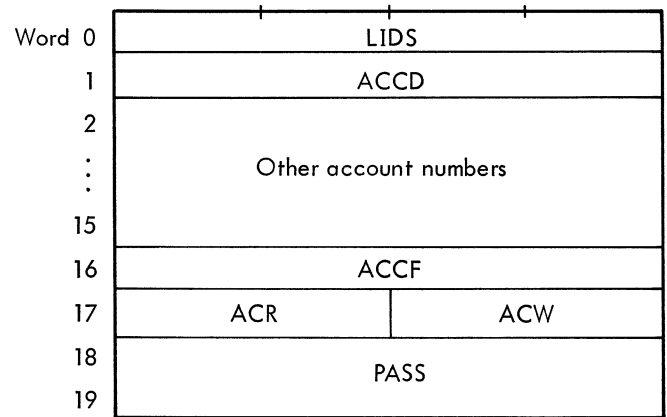 Word 0 LIDS
1 ACCD
2
Other account numbers
15
16 ACCF
17 ACR ACW
18
PASS
19